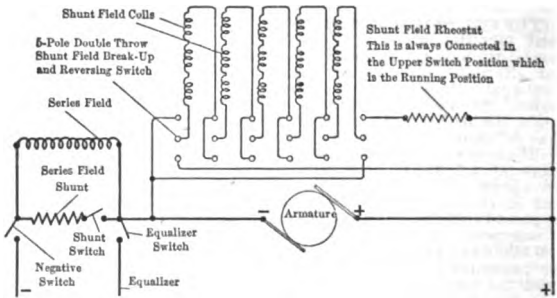 Shunt Field Coils
5-Pole Double Throw
Shunt Field Break-Up
and Reversing Switch
Series Field
Series Field
Shunt
Shunt
Switch
Equalizer
Switch
Negative
Switch
Equalizer
Shunt Field Rheostat
This is always Connected in
the Upper Switch Position which
is the Running Position
- Armature +
-
+